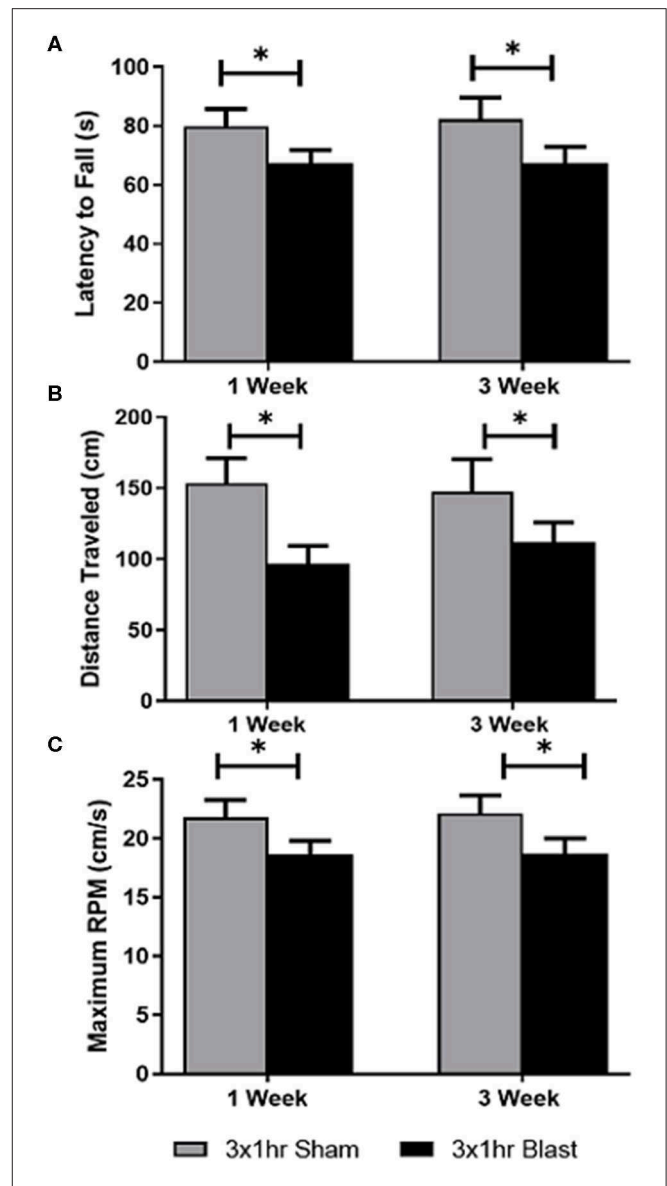 A
*
*
100
80
60
40
20
0
Latency to Fall (s)
1 Week
3 Week
B
200
150
100
50
0
Distance Traveled (cm)
*
*
1 Week
3 Week
C
*
*
25
20
15
10
5
0
Maximum RPM (cm/s)
1 Week
3 Week
3x1hr Sham
3x1hr Blast